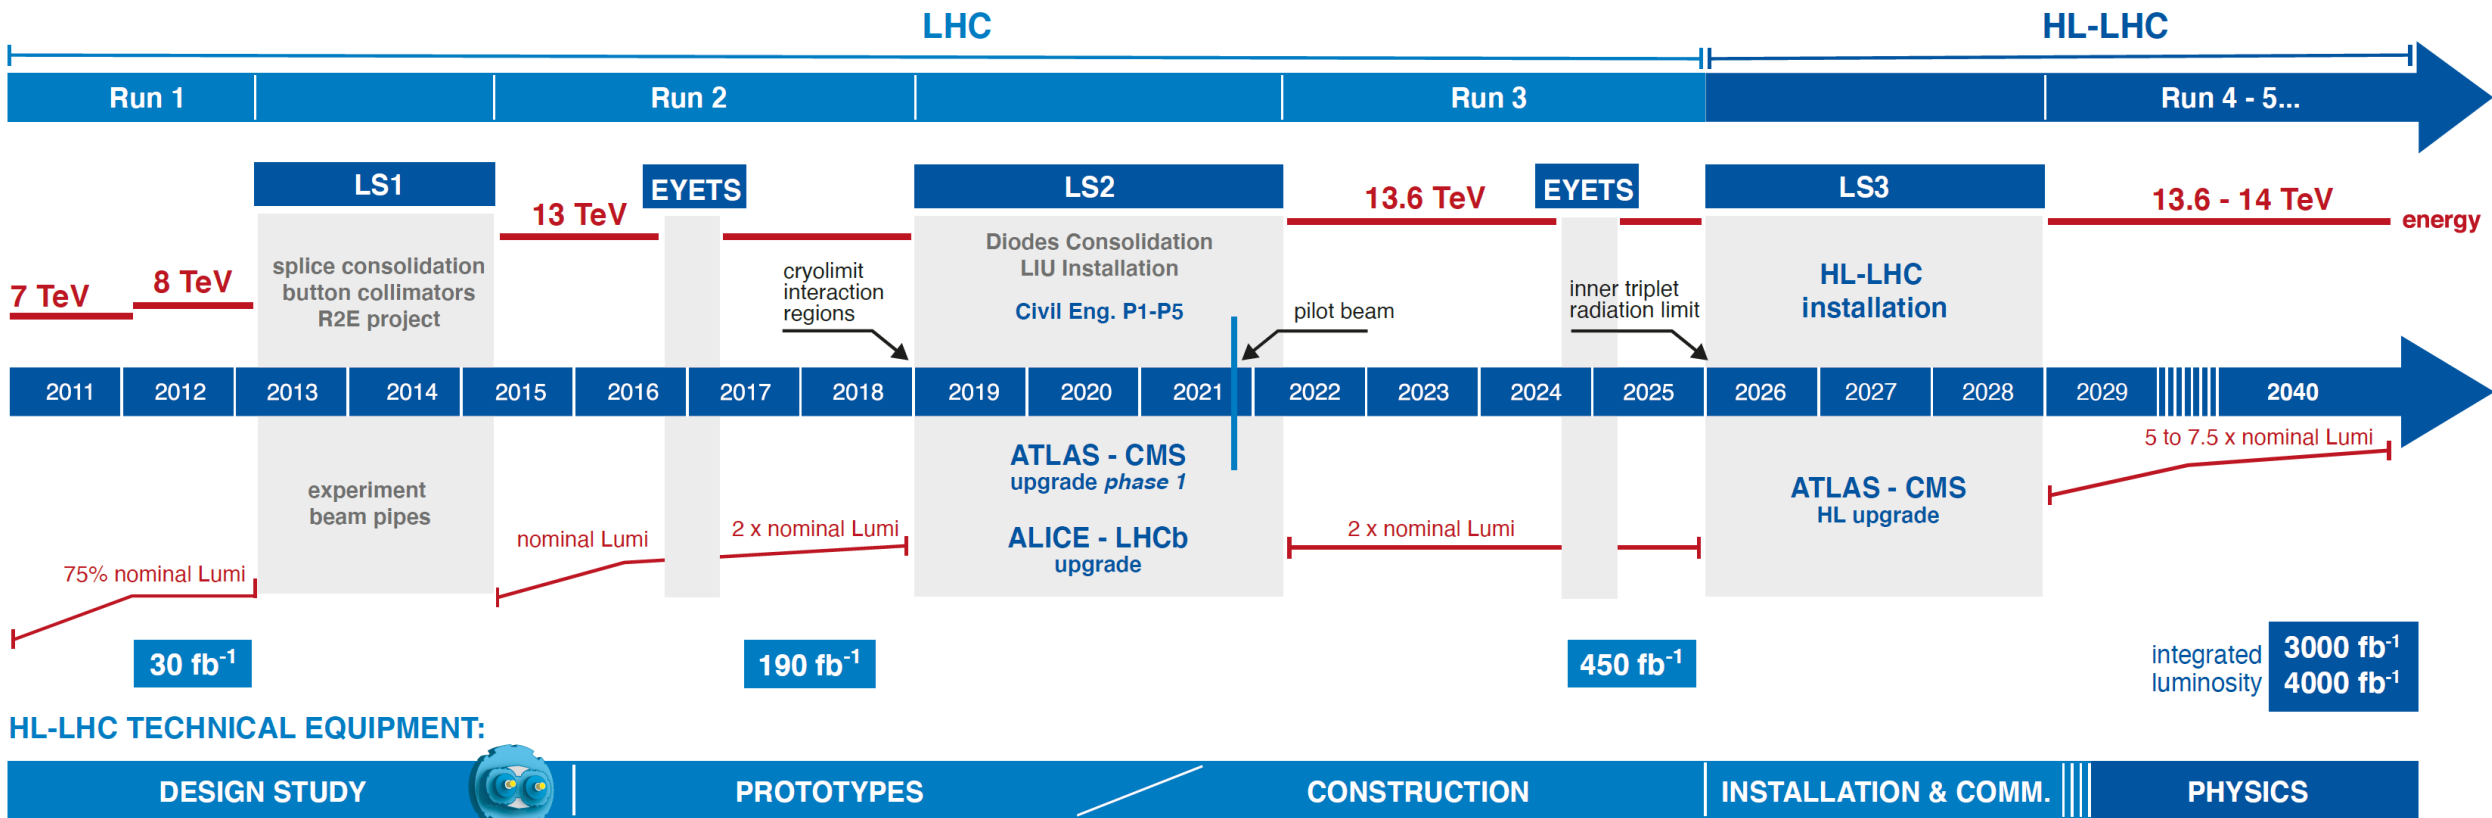 LHC
HL-LHC
Run 1
Run 2
Run 3
Run 4 - 5...
LS1
EYETS
LS2
EYETS
LS3
7 TeV
8 TeV
13 TeV
13.6 TeV
13.6 - 14 TeV
energy
splice consolidation
button collimators
R2E project
cryolimit
interaction
regions
Diodes Consolidation
LIU Installation
Civil Eng. P1-P5
pilot beam
inner triplet
radiation limit
HL-LHC
installation
2011
2012
2013
2014
2015
2016
2017
2018
2019
2020
2021
2022
2023
2024
2025
2026
2027
2028
2029
2040
75% nominal Lumi
experiment
beam pipes
nominal Lumi
2 x nominal Lumi
ATLAS - CMS
upgrade phase 1
ALICE - LHCb
upgrade
2 x nominal Lumi
ATLAS - CMS
HL upgrade
5 to 7.5 x nominal Lumi
30 fb⁻¹
190 fb⁻¹
450 fb⁻¹
integrated
luminosity
3000 fb⁻¹
4000 fb⁻¹
HL-LHC TECHNICAL EQUIPMENT:
DESIGN STUDY
PROTOTYPES
CONSTRUCTION
INSTALLATION & COMM.
PHYSICS